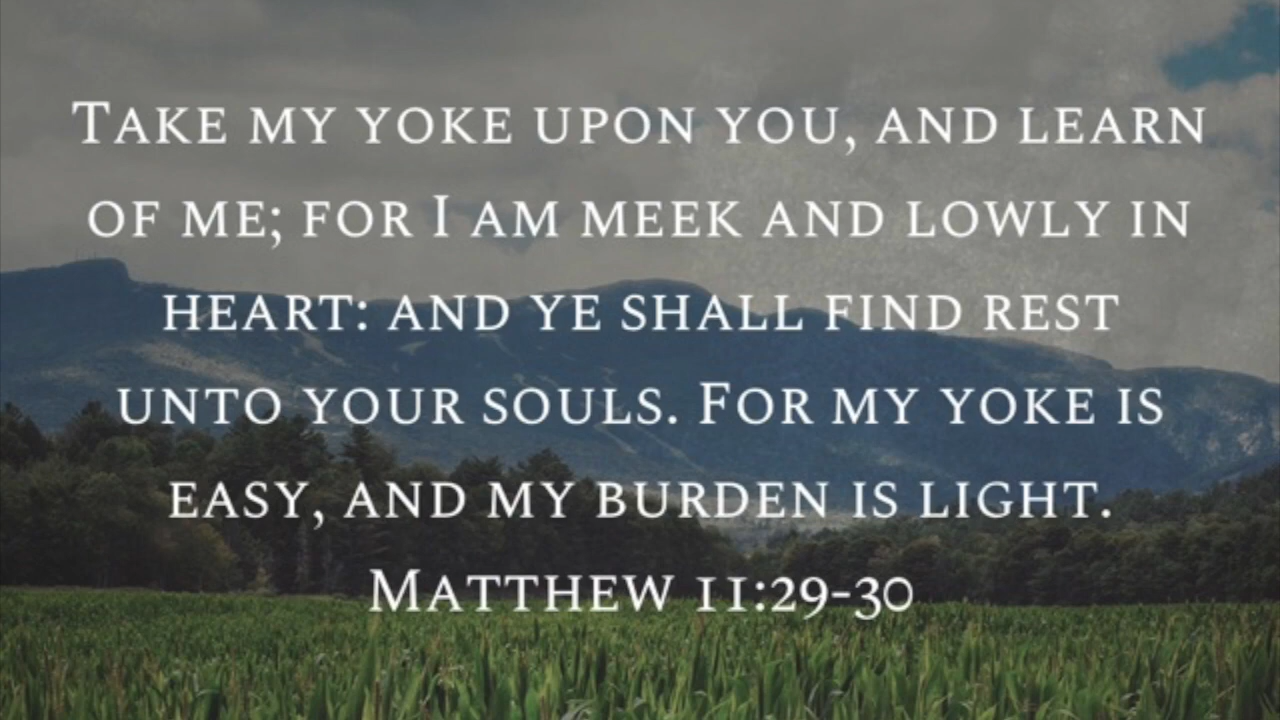 Take my yoke upon you, and learn
of me; for I am meek and lowly in
heart: and ye shall find rest
unto your souls. For my yoke is
easy, and my burden is light.
Matthew 11:29-30